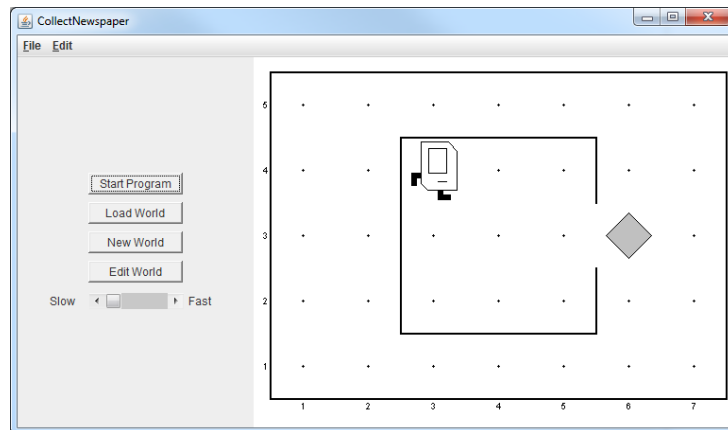 CollectNewspaper
File Edit
Start Program
Load World
New World
Edit World
Slow Fast
5
4
3
2
1
1 2 3 4 5 6 7